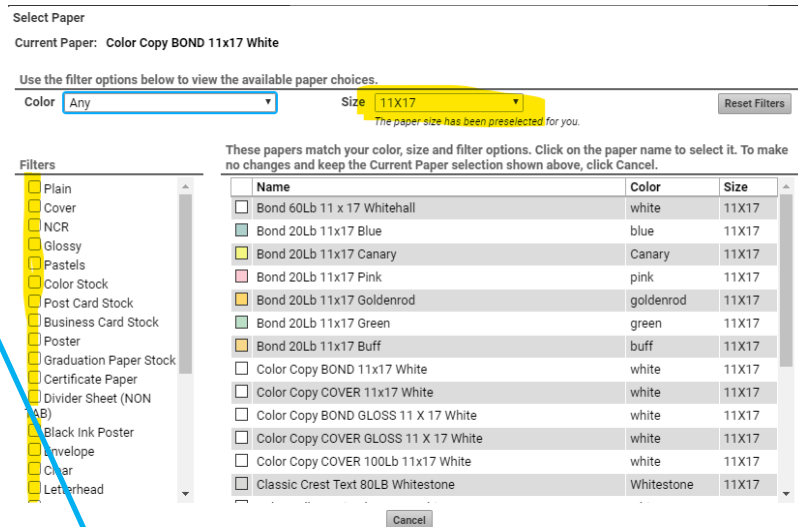 Select Paper
Current Paper: Color Copy BOND 11x17 White
Use the filter options below to view the available paper choices.
Color Any Size 11X17 Reset Filters
The paper size has been preselected for you.
These papers match your color, size and filter options. Click on the paper name to select it. To make
no changes and keep the Current Paper selection shown above, click Cancel.
Filters
Plain
Cover
NCR
Glossy
Pastels
Color Stock
Post Card Stock
Business Card Stock
Poster
Graduation Paper Stock
Certificate Paper
Divider Sheet (NON
TAB)
Black Ink Poster
Envelope
Clear
Letterhead
Name Color Size
Bond 60Lb 11 x 17 Whitehall white 11X17
Bond 20Lb 11x17 Blue blue 11X17
Bond 20Lb 11x17 Canary Canary 11X17
Bond 20Lb 11x17 Pink pink 11X17
Bond 20Lb 11x17 Goldenrod goldenrod 11X17
Bond 20Lb 11x17 Green green 11X17
Bond 20Lb 11x17 Buff buff 11X17
Color Copy BOND 11x17 White white 11X17
Color Copy COVER 11x17 White white 11X17
Color Copy BOND GLOSS 11 X 17 White white 11X17
Color Copy COVER GLOSS 11 X 17 White white 11X17
Color Copy COVER 100Lb 11x17 White white 11X17
Classic Crest Text 80LB Whitestone Whitestone 11X17
Cancel